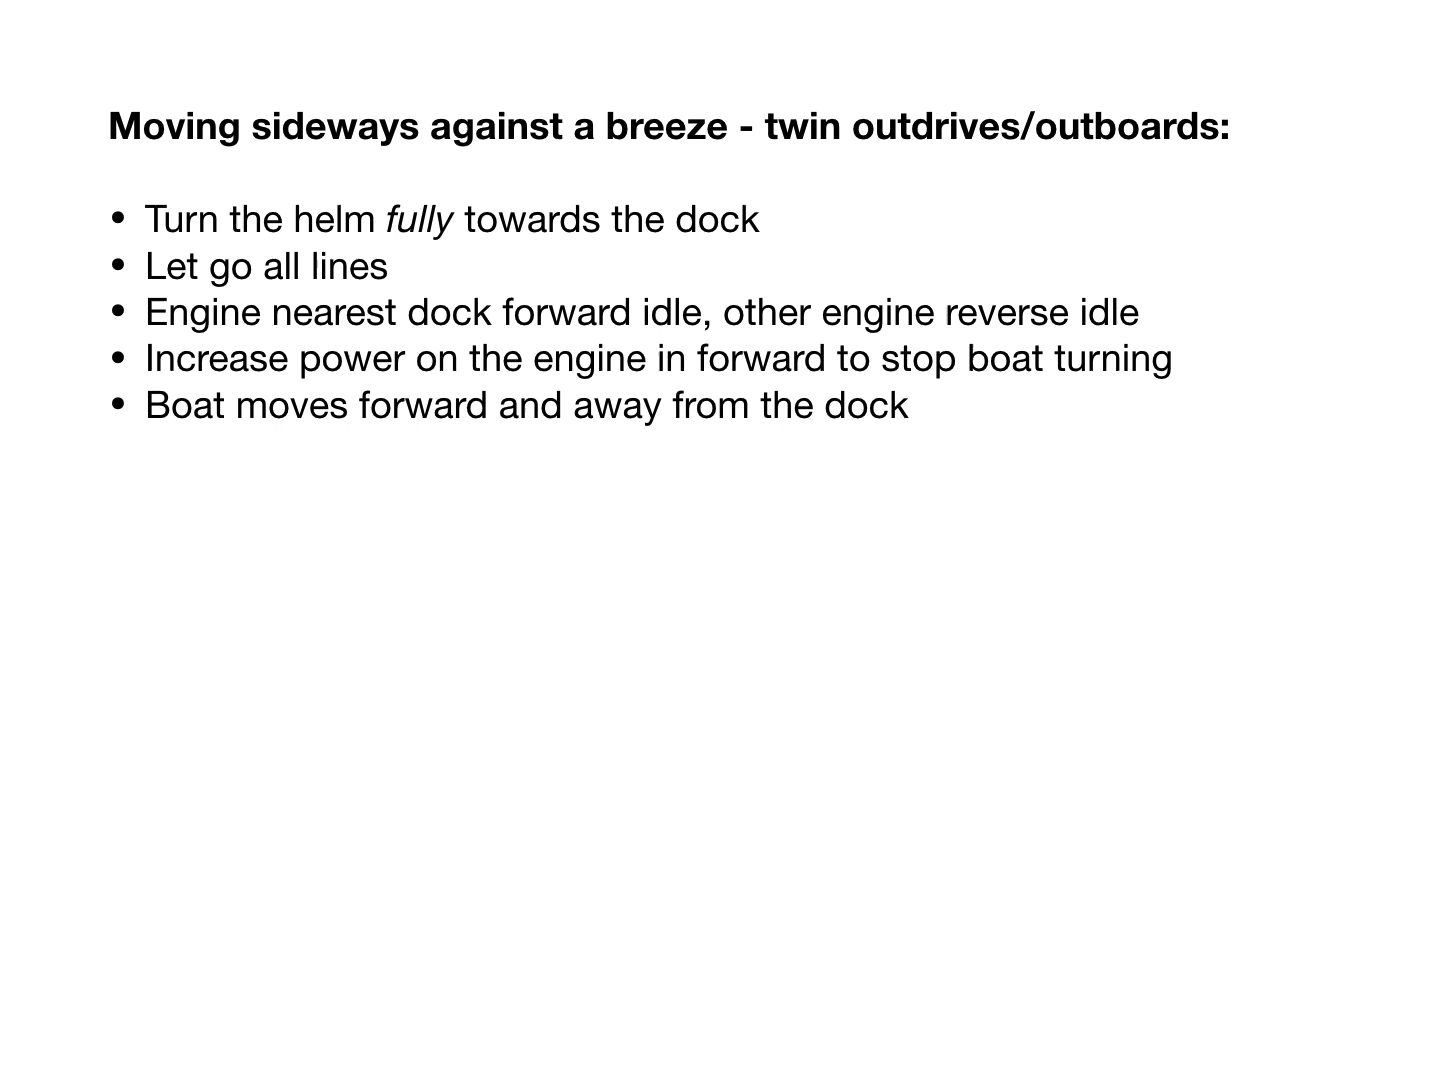 Moving sideways against a breeze - twin outdrives/outboards:
• Turn the helm fully towards the dock
• Let go all lines
• Engine nearest dock forward idle, other engine reverse idle
• Increase power on the engine in forward to stop boat turning
• Boat moves forward and away from the dock